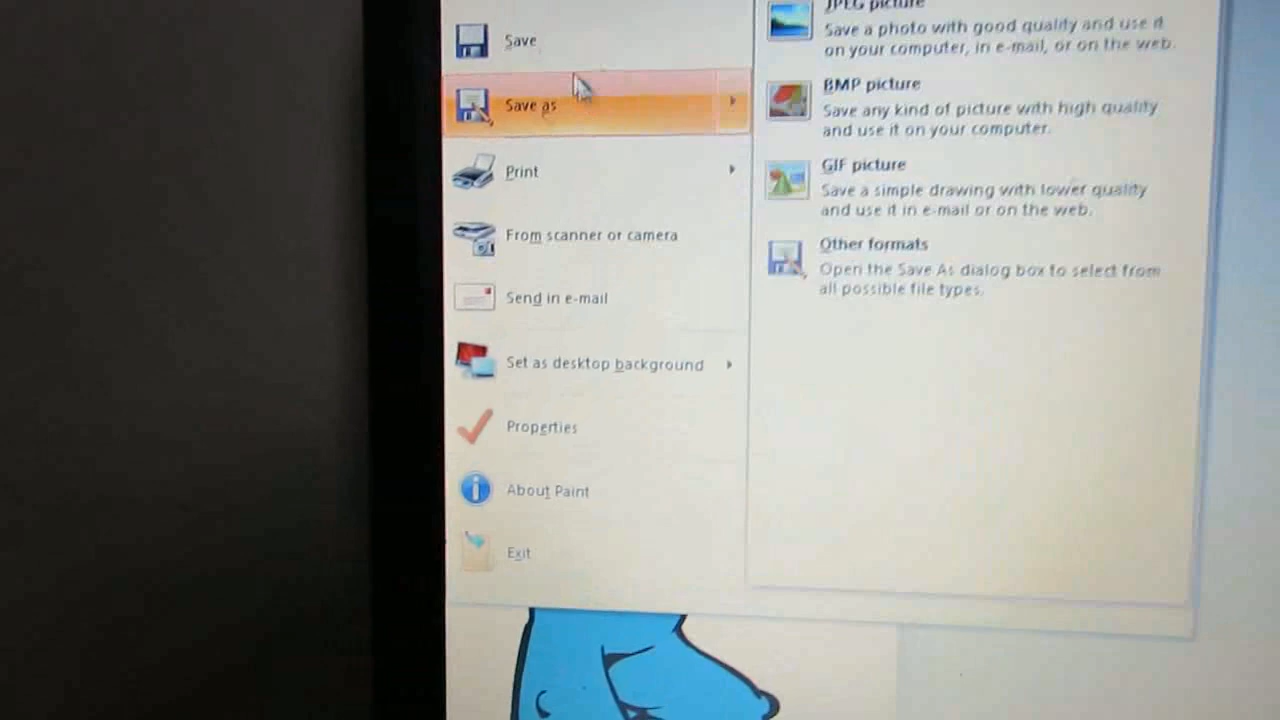 Save
Save as
Print
From scanner or camera
Send in e-mail
Set as desktop background
Properties
About Paint
Exit
JPEG picture
Save a photo with good quality and use it
on your computer, in e-mail, or on the web.
BMP picture
Save any kind of picture with high quality
and use it on your computer.
GIF picture
Save a simple drawing with lower quality
and use it in e-mail or on the web.
Other formats
Open the Save As dialog box to select from
all possible file types.